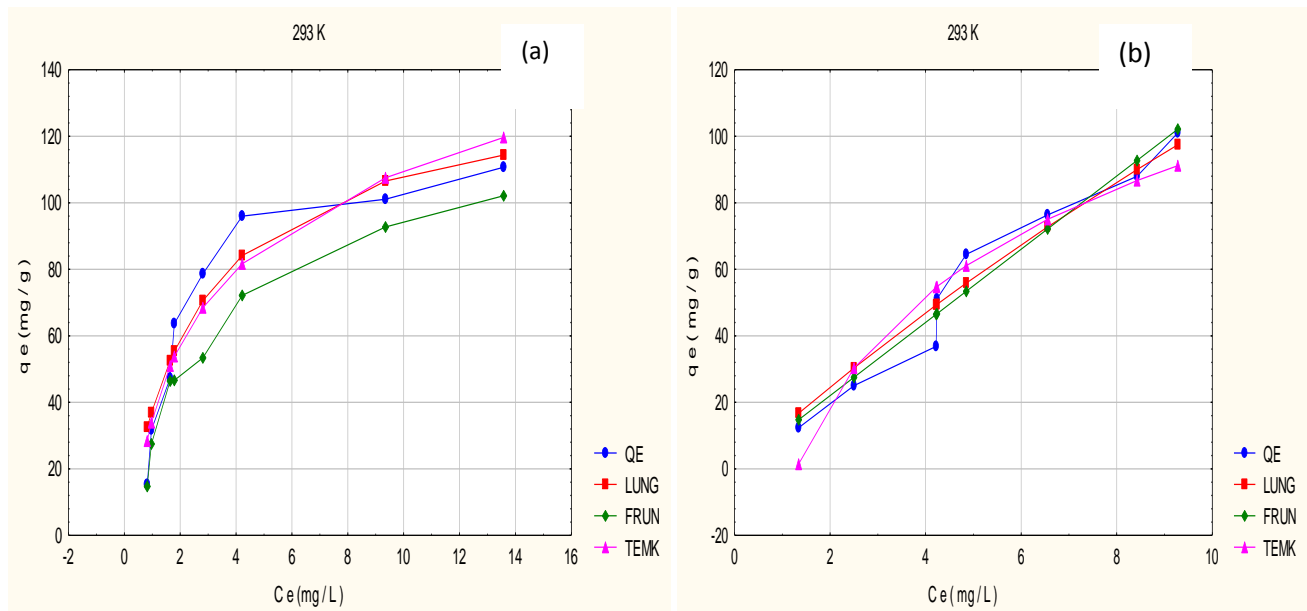 293 K
(a)
140
120
100
80
60
40
20
0
-2
0
2
4
6
8
10
12
14
16
q e (mg / g)
C e (mg / L)
QE
LUNG
FRUN
TEMK
293 K
(b)
120
100
80
60
40
20
0
-20
0
2
4
6
8
10
q e ( mg / g )
C e (mg / L)
QE
LUNG
FRUN
TEMK